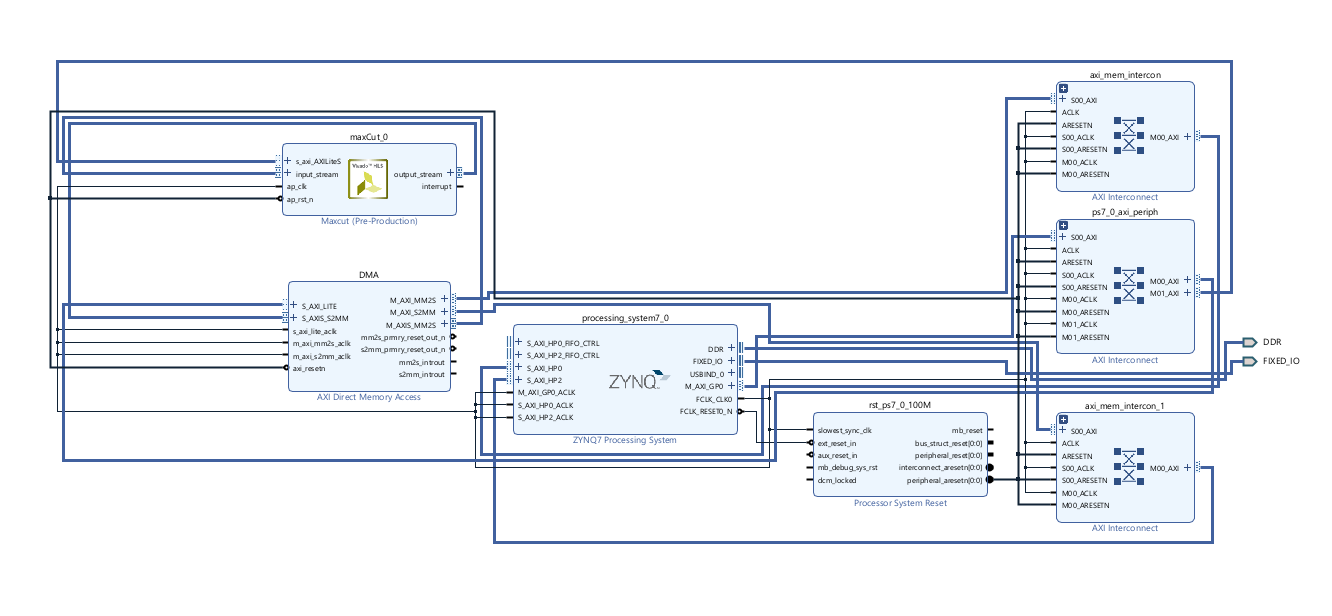 axi_mem_intercon
S00_AXI
ACLK
ARESETN
S00_ACLK
S00_ARESETN
M00_ACLK
M00_ARESETN
M00_AXI
AXI Interconnect
maxCut_0
s_axi_AXILiteS
input_stream
ap_clk
ap_rst_n
Vivado™ HLS
output_stream
interrupt
Maxcut (Pre-Production)
ps7_0_axi_periph
S00_AXI
ACLK
ARESETN
S00_ACLK
S00_ARESETN
M00_ACLK
M00_ARESETN
M01_ACLK
M01_ARESETN
M00_AXI
M01_AXI
AXI Interconnect
DMA
S_AXI_LITE
S_AXIS_S2MM
s_axi_lite_aclk
m_axi_mm2s_aclk
m_axi_s2mm_aclk
axi_resetn
M_AXI_MM2S
M_AXI_S2MM
M_AXIS_MM2S
mm2s_prmry_reset_out_n
s2mm_prmry_reset_out_n
mm2s_introut
s2mm_introut
AXI Direct Memory Access
processing_system7_0
S_AXI_HP0_FIFO_CTRL
S_AXI_HP2_FIFO_CTRL
S_AXI_HP0
S_AXI_HP2
M_AXI_GP0_ACLK
S_AXI_HP0_ACLK
S_AXI_HP2_ACLK
ZYNQ
DDR
FIXED_IO
USBIND_0
M_AXI_GP0
FCLK_CLK0
FCLK_RESET0_N
ZYNQ7 Processing System
DDR
FIXED_IO
rst_ps7_0_100M
slowest_sync_clk
ext_reset_in
aux_reset_in
mb_debug_sys_rst
dcm_locked
mb_reset
bus_struct_reset[0:0]
peripheral_reset[0:0]
interconnect_aresetn[0:0]
peripheral_aresetn[0:0]
Processor System Reset
axi_mem_intercon_1
S00_AXI
ACLK
ARESETN
S00_ACLK
S00_ARESETN
M00_ACLK
M00_ARESETN
M00_AXI
AXI Interconnect